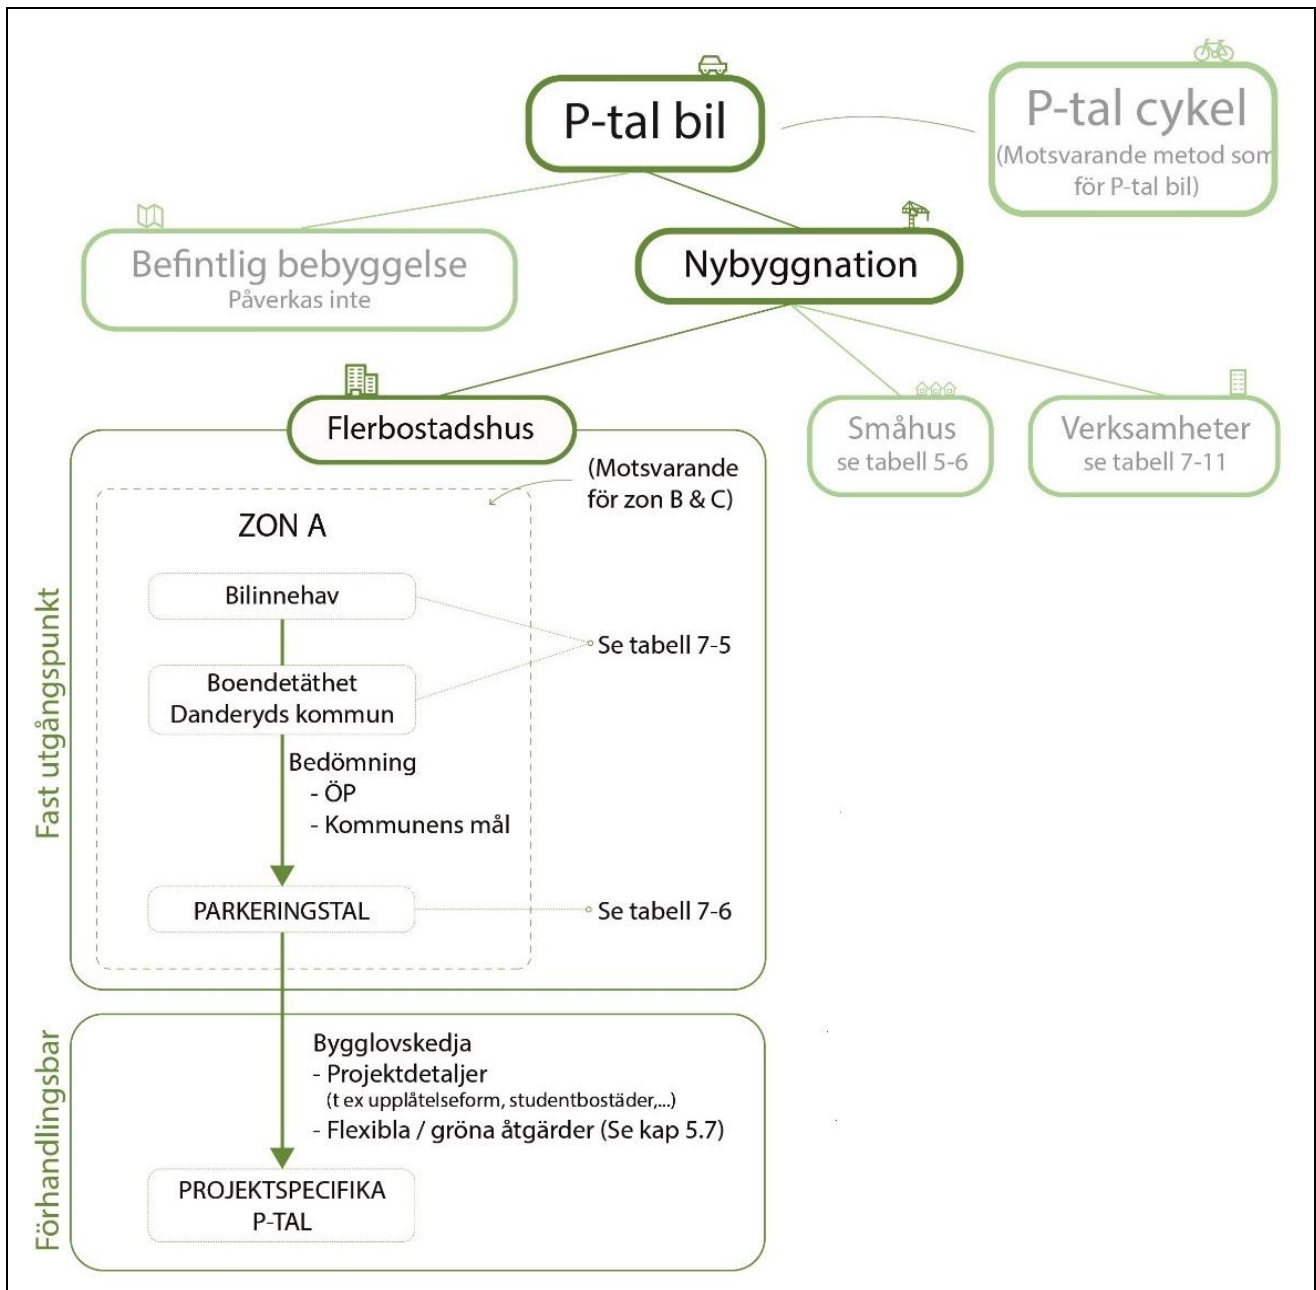 P-tal bil
P-tal cykel
(Motsvarande metod som
för P-tal bil)
Befintlig bebyggelse
Påverkas inte
Nybyggnation
Flerbostadshus
Småhus
se tabell 5-6
Verksamheter
se tabell 7-11
(Motsvarande
för zon B & C)
Fast utgångspunkt
ZON A
Bilinnehav
Se tabell 7-5
Boendetäthet
Danderyds kommun
Bedömning
- ÖP
- Kommunens mål
PARKERINGSTAL
Se tabell 7-6
Förhandlingsbar
Bygglovskedja
- Projektdetaljer
(t ex upplåtelseform, studentbostäder,...)
- Flexibla / gröna åtgärder (Se kap 5.7)
PROJEKTSPECIFIKA
P-TAL